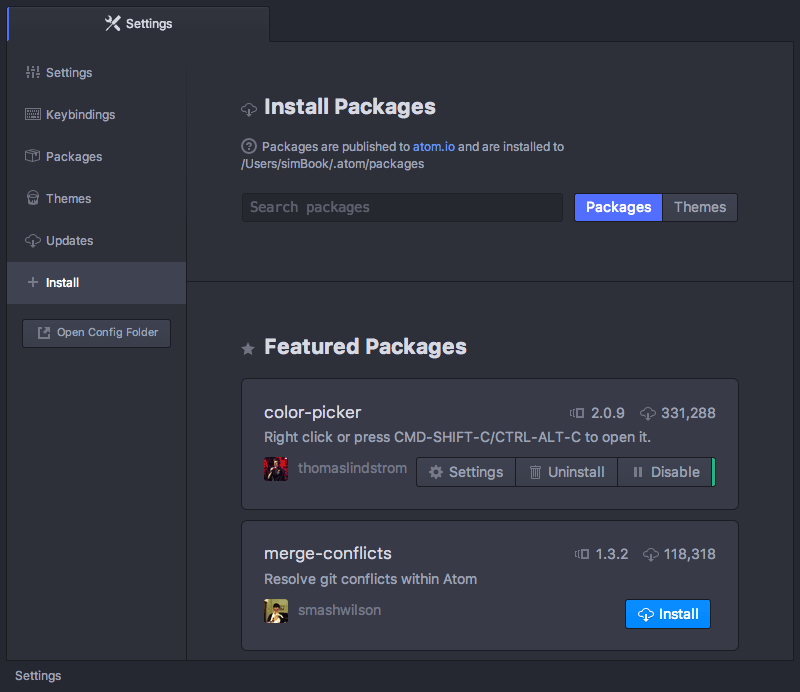 Settings
Settings
Keybindings
Packages
Themes
Updates
Install
Open Config Folder
Install Packages
Packages are published to atom.io and are installed to
/Users/simBook/.atom/packages
Search packages
Packages Themes
Featured Packages
color-picker 2.0.9 331,288
Right click or press CMD-SHIFT-C/CTRL-ALT-C to open it.
thomaslindstrom Settings Uninstall Disable
merge-conflicts 1.3.2 118,318
Resolve git conflicts within Atom
smashwilson Install
Settings